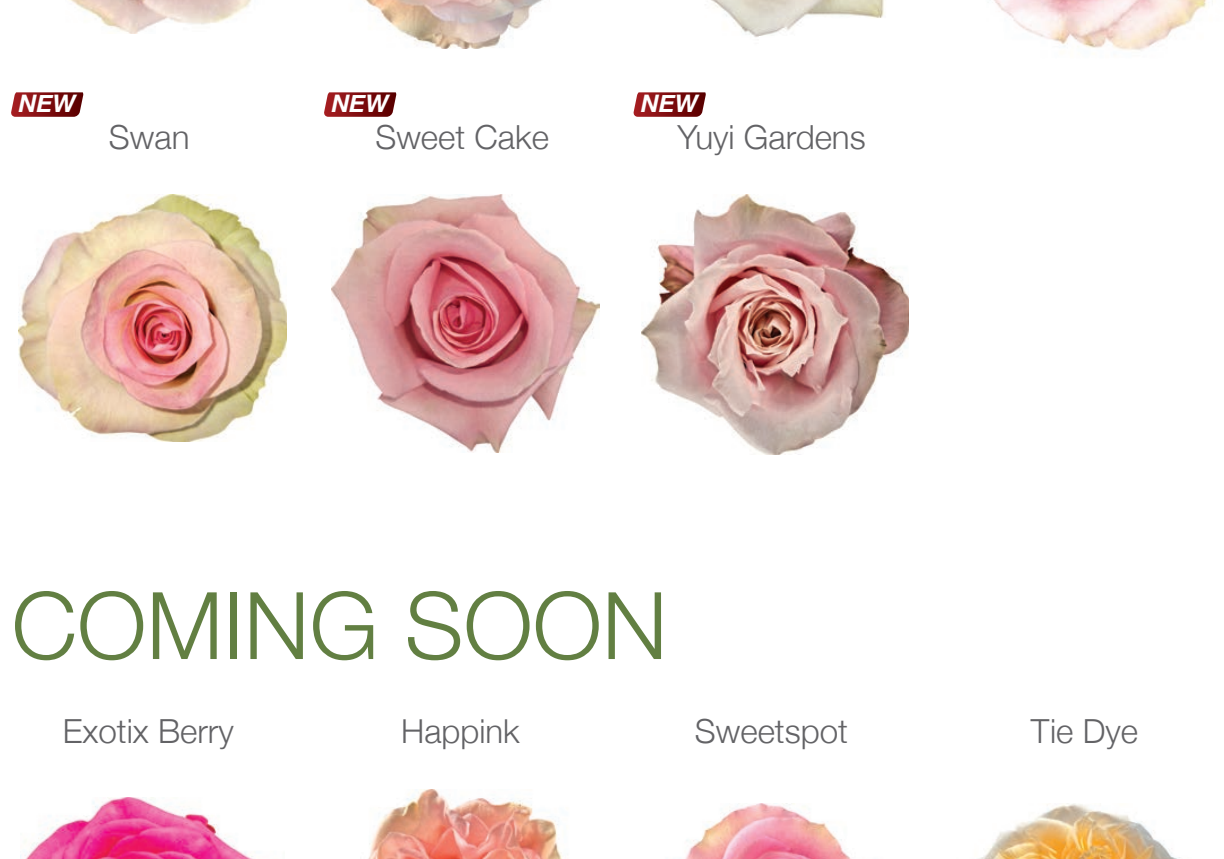 NEW NEW NEW
Swan Sweet Cake Yuyi Gardens
COMING SOON
Exotix Berry Happink Sweetspot Tie Dye